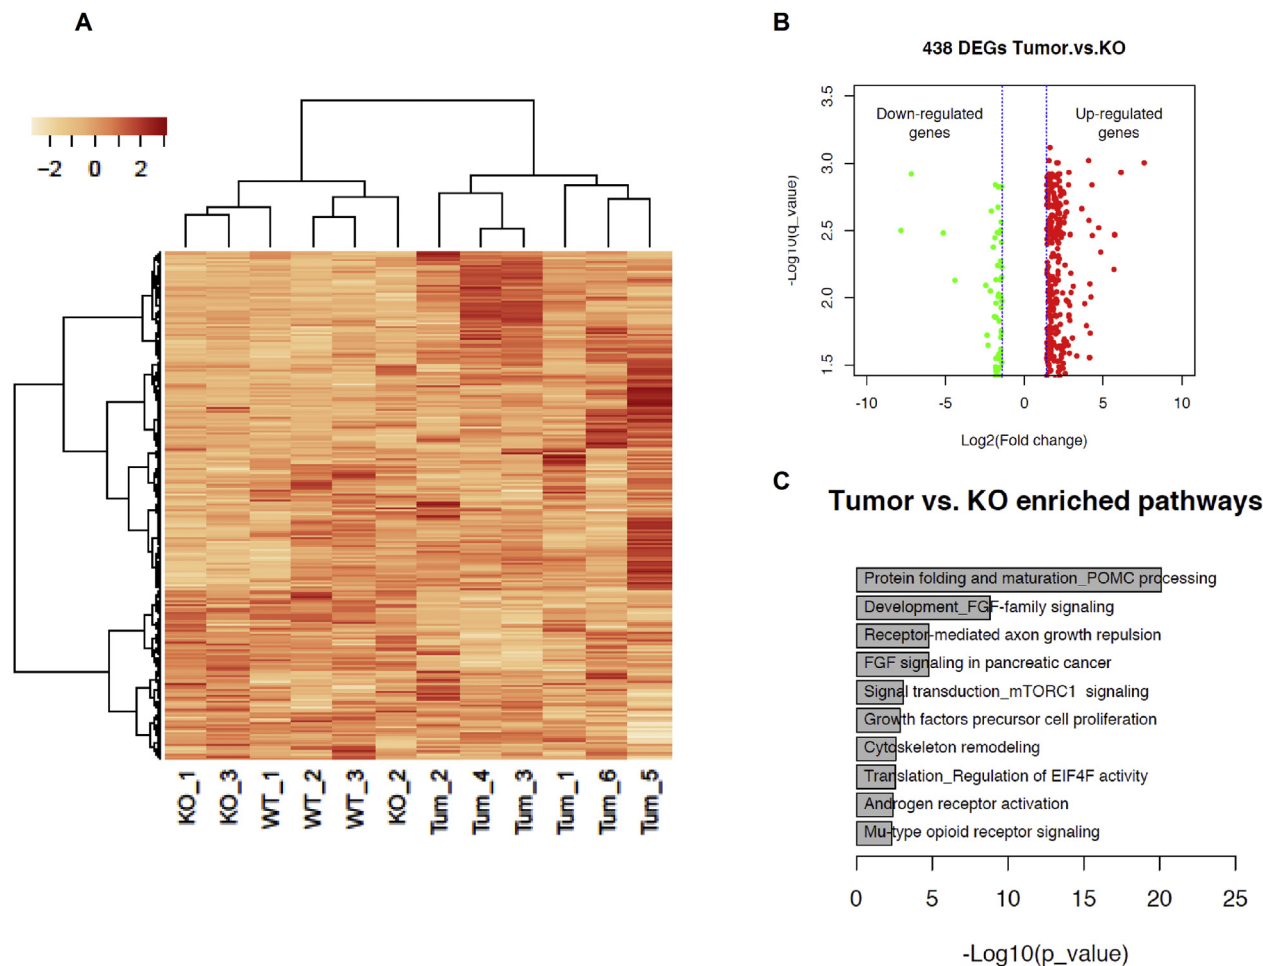 A
−2 0 2
KO_1 KO_3 WT_1 WT_2 WT_3 KO_2 Tum_2 Tum_4 Tum_3 Tum_1 Tum_6 Tum_5
B
438 DEGs Tumor.vs.KO
Down-regulated
genes
Up-regulated
genes
-Log10(q_value)
3.5
3.0
2.5
2.0
1.5
-10 -5 0 5 10
Log2(Fold change)
C
Tumor vs. KO enriched pathways
Protein folding and maturation_POMC processing
Development_FGF-family signaling
Receptor-mediated axon growth repulsion
FGF signaling in pancreatic cancer
Signal transduction_mTORC1 signaling
Growth factors precursor cell proliferation
Cytoskeleton remodeling
Translation_Regulation of EIF4F activity
Androgen receptor activation
Mu-type opioid receptor signaling
0 5 10 15 20 25
-Log10(p_value)